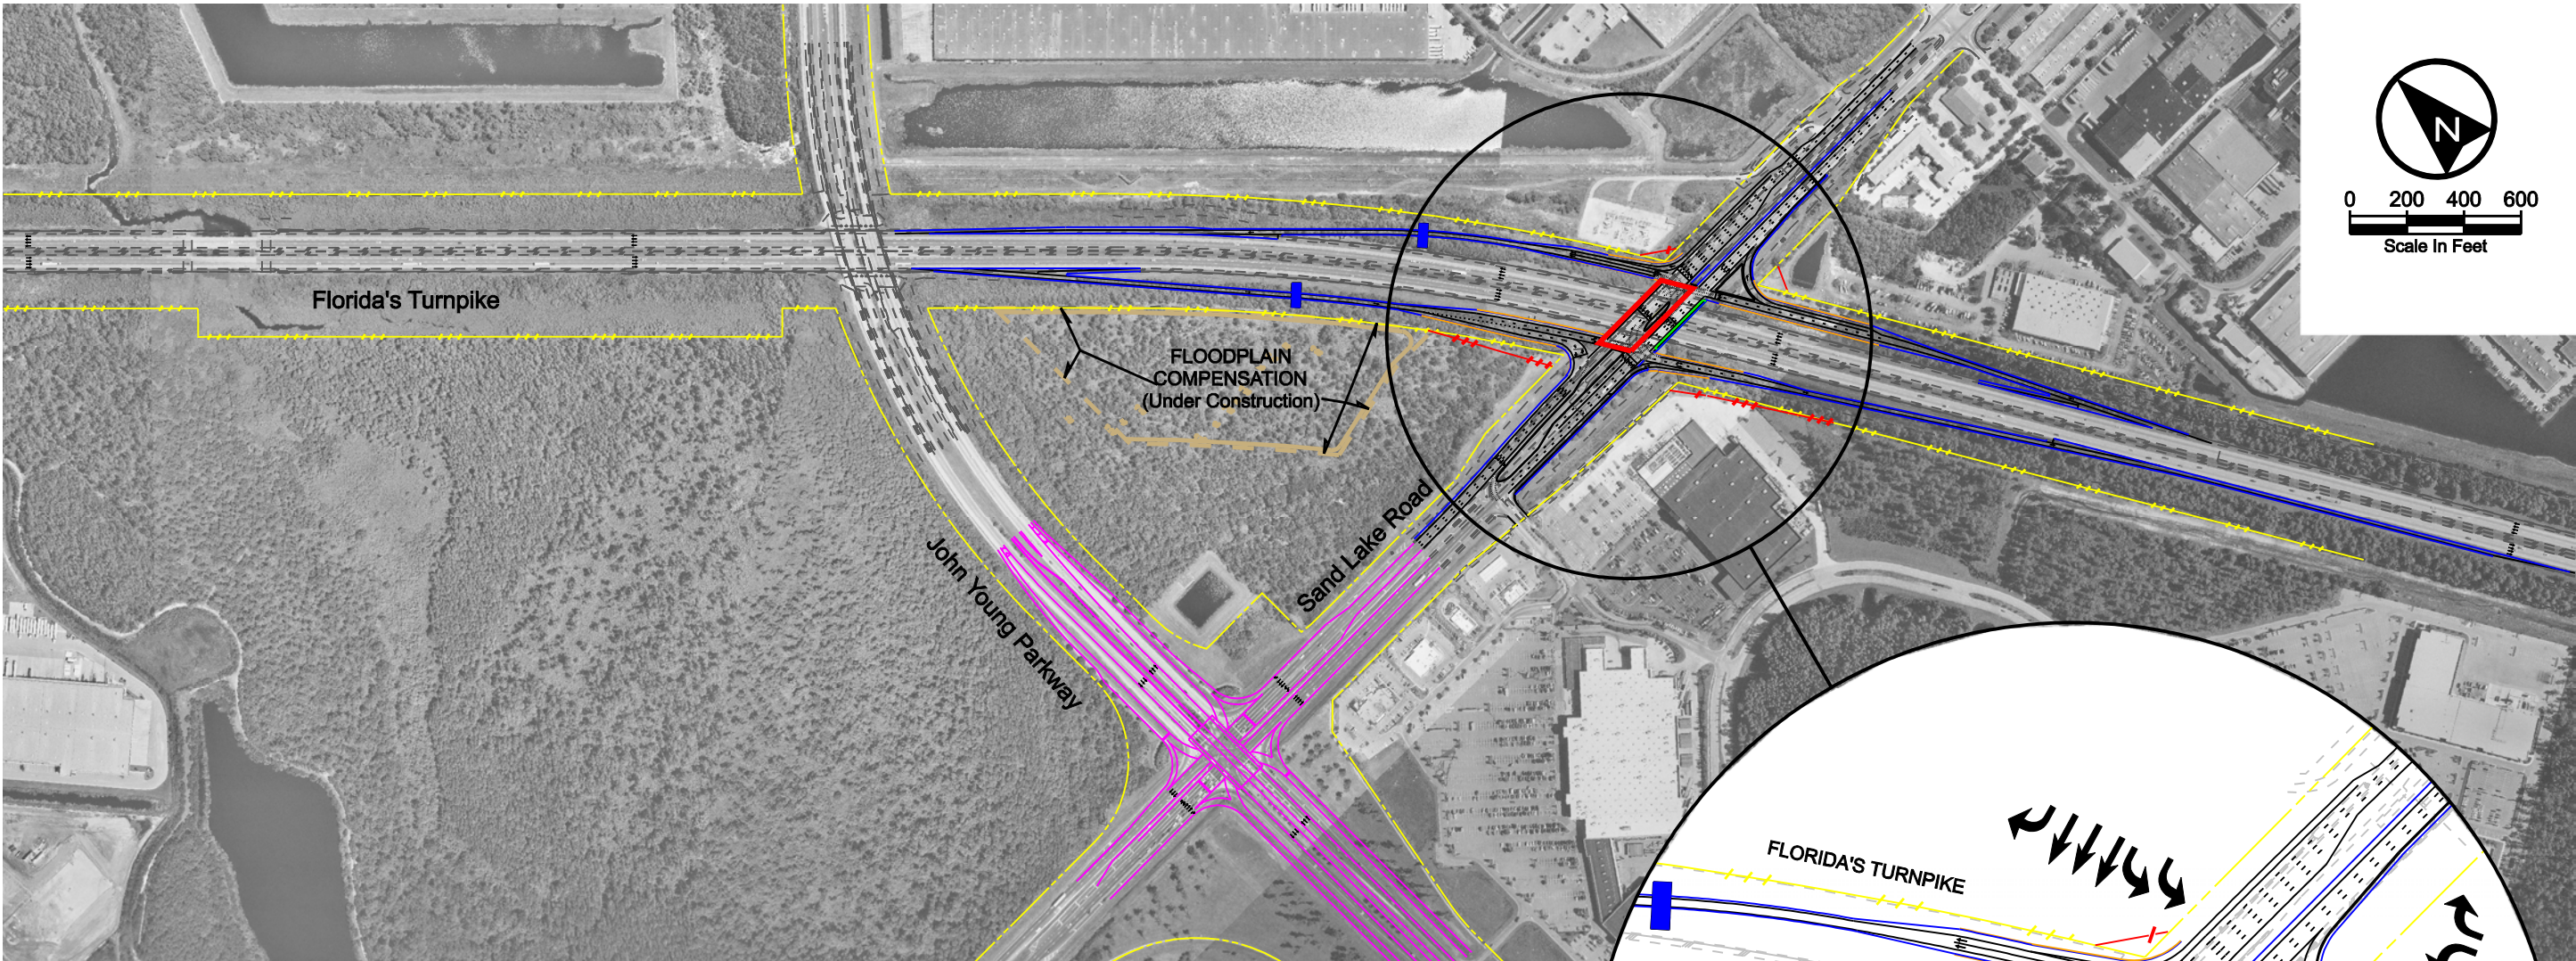 N
0 200 400 600
Scale In Feet
Florida's Turnpike
FLOODPLAIN
COMPENSATION
(Under Construction)
Sand Lake Road
John Young Parkway
FLORIDA'S TURNPIKE